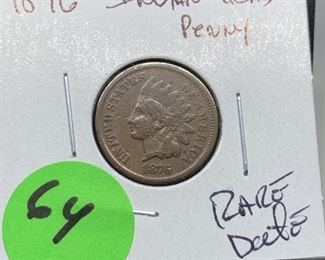 1876 INDIAN HEAD
Penny
UNITED STATES OF AMERICA
1876
64
RARE
Date